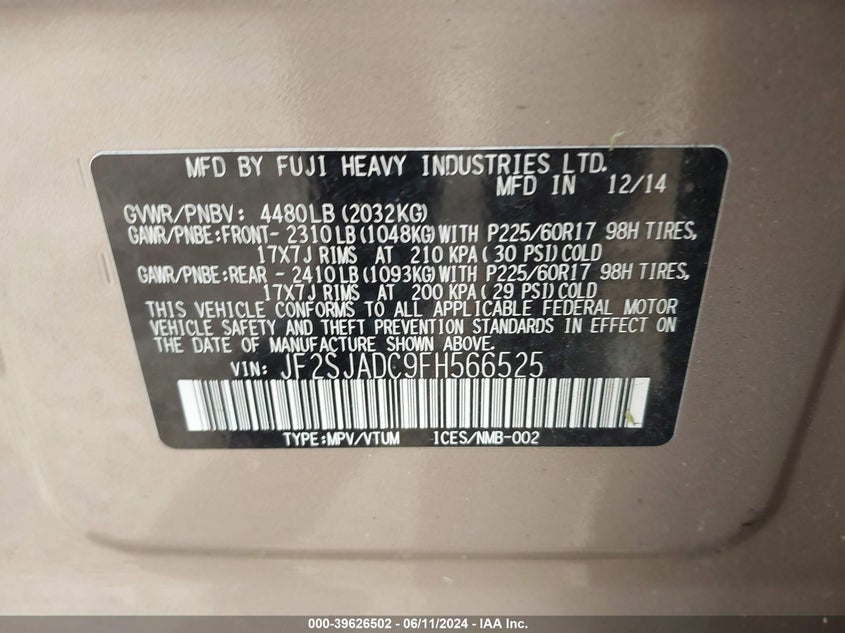 MFD BY FUJI HEAVY INDUSTRIES LTD.
MFD IN 12/14
GVWR/PNBV: 4480LB (2032KG)
GAWR/PNBE:FRONT- 2310LB (1048KG) WITH P225/60R17 98H TIRES,
17X7J RIMS AT 210 KPA ( 30 PSI) COLD
GAWR/PNBE:REAR - 2410LB (1093KG) WITH P225/60R17 98H TIRES,
17X7J RIMS AT 200 KPA ( 29 PSI) COLD
THIS VEHICLE CONFORMS TO ALL APPLICABLE FEDERAL MOTOR
VEHICLE SAFETY AND THEFT PREVENTION STANDARDS IN EFFECT ON
THE DATE OF MANUFACTURE SHOWN ABOVE.
VIN: JF2SJADC9FH566525
TYPE:MPV/VTUM ICES/NMB-002
000-39626502 - 06/11/2024 - IAA Inc.